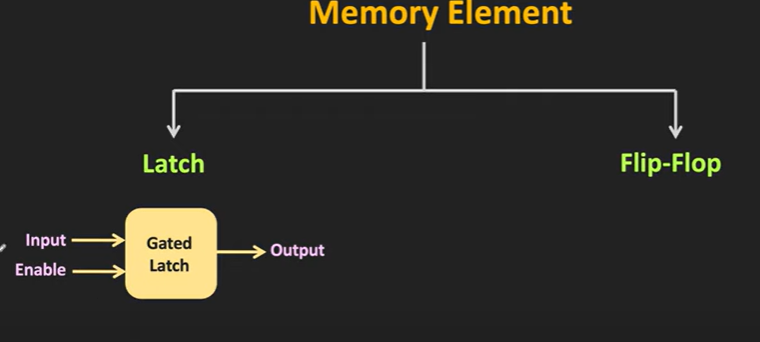 Memory Element
Latch
Flip-Flop
Input
Enable
Gated
Latch
Output